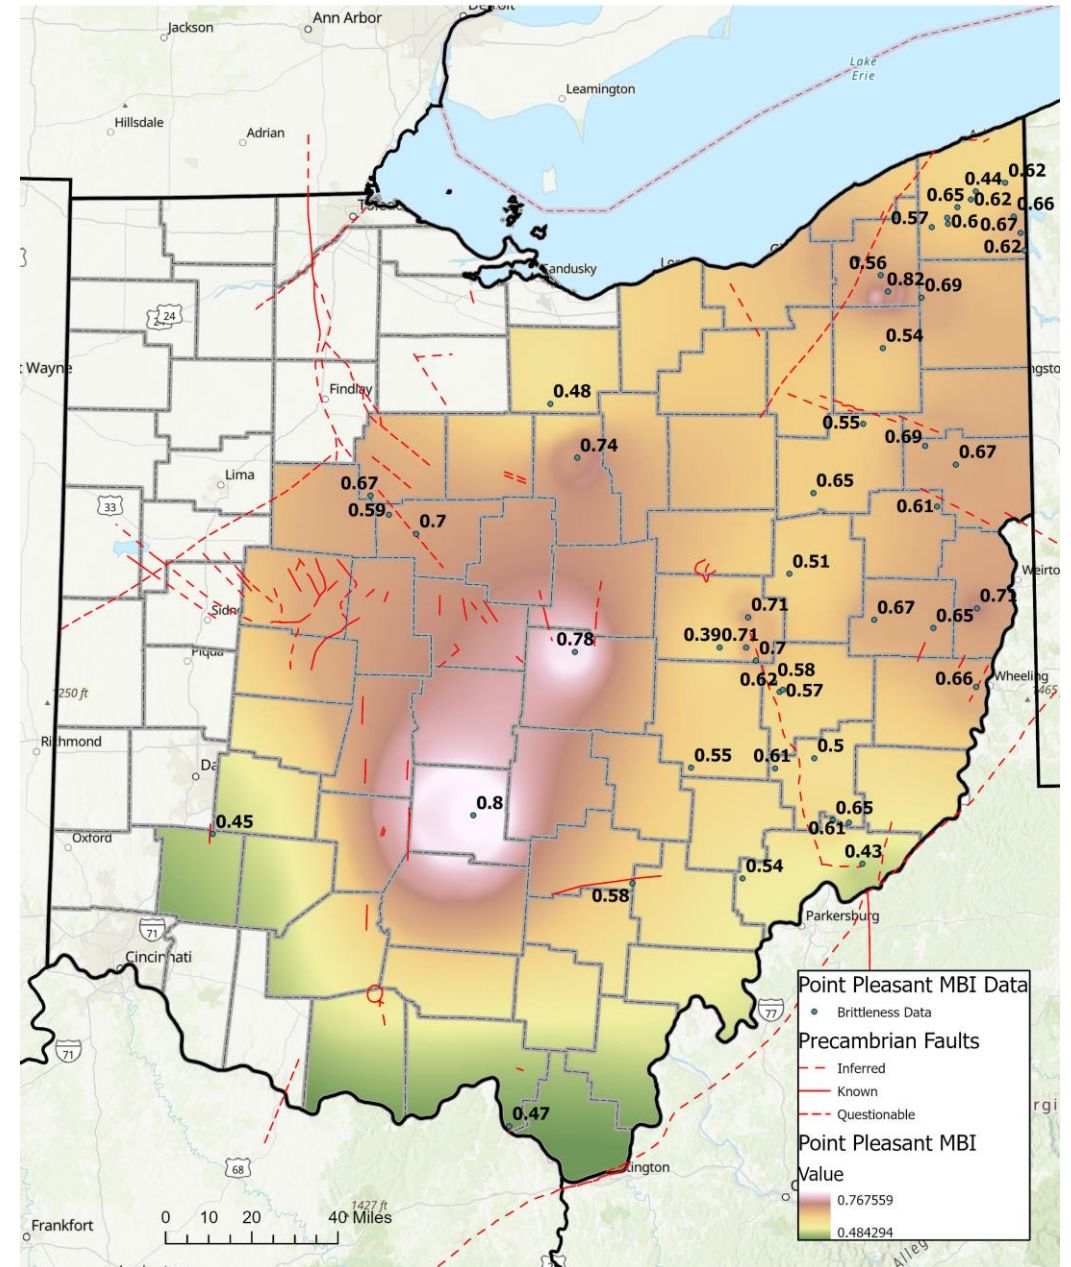 Ann Arbor
Jackson
Lake
Erie
Leamington
Hillsdale
Adrian
0.62
0.44
0.65
0.62
0.66
0.57
0.6
0.67
0.62
Sandusky
0.56
0.82
0.69
24
0.54
Wayne
Findlay
0.48
0.55
0.69
0.74
0.67
Lima
0.67
0.65
33
0.59
0.7
0.61
0.51
Weirto
0.71
0.67
0.65
0.390.71
0.78
0.7
Piqua
0.58
0.62
0.57
0.66
Wheeling
1250 ft
1465
Richmond
0.5
0.55
0.61
0.8
0.65
0.45
0.61
Oxford
0.43
0.54
0.58
Parkersburg
71
Cincinnati
77
71
0.47
68
1427 ft
Frankfort
0 10 20 40 Miles
Point Pleasant MBI Data
Brittleness Data
Precambrian Faults
Inferred
Known
Questionable
Point Pleasant MBI
Value
0.767559
0.484294
Alley